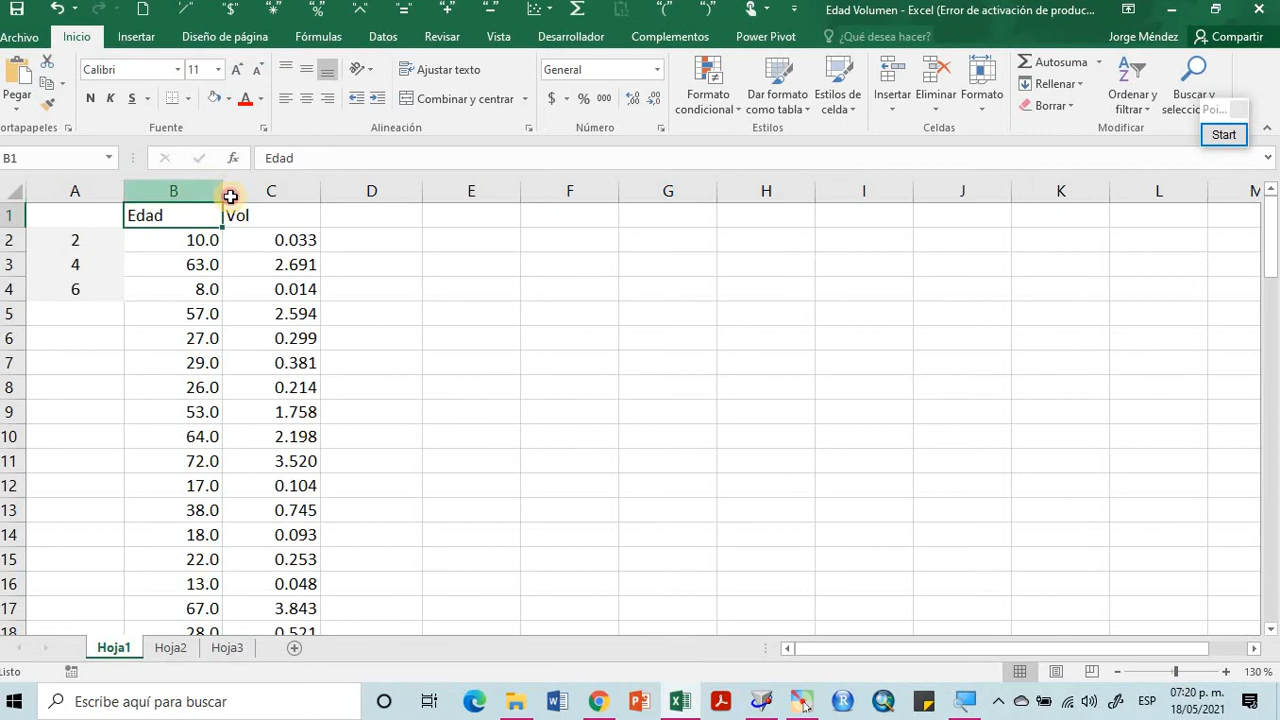 Edad Volumen - Excel (Error de activación de produc...
Archivo Inicio Insertar Diseño de página Fórmulas Datos Revisar Vista Desarrollador Complementos Power Pivot ¿Qué desea hacer? Jorge Méndez Compartir
Pegar
Calibri 11
N K S
Fuente
Ajustar texto
Combinar y centrar
Alineación
General
$ % 000
Número
Formato condicional
Dar formato como tabla
Estilos de celda
Estilos
Insertar Eliminar Formato
Celdas
Autosuma
Rellenar
Borrar
Ordenar y filtrar
Buscar y
Modificar
Poi...
Start
B1 fx Edad
A B C D E F G H I J K L M
1 Edad Vol
2 2 10.0 0.033
3 4 63.0 2.691
4 6 8.0 0.014
5 57.0 2.594
6 27.0 0.299
7 29.0 0.381
8 26.0 0.214
9 53.0 1.758
10 64.0 2.198
11 72.0 3.520
12 17.0 0.104
13 38.0 0.745
14 18.0 0.093
15 22.0 0.253
16 13.0 0.048
17 67.0 3.843
18 28.0 0.521
Hoja1 Hoja2 Hoja3
Listo 130 %
Escribe aquí para buscar
ESP
07:20 p. m.
18/05/2021